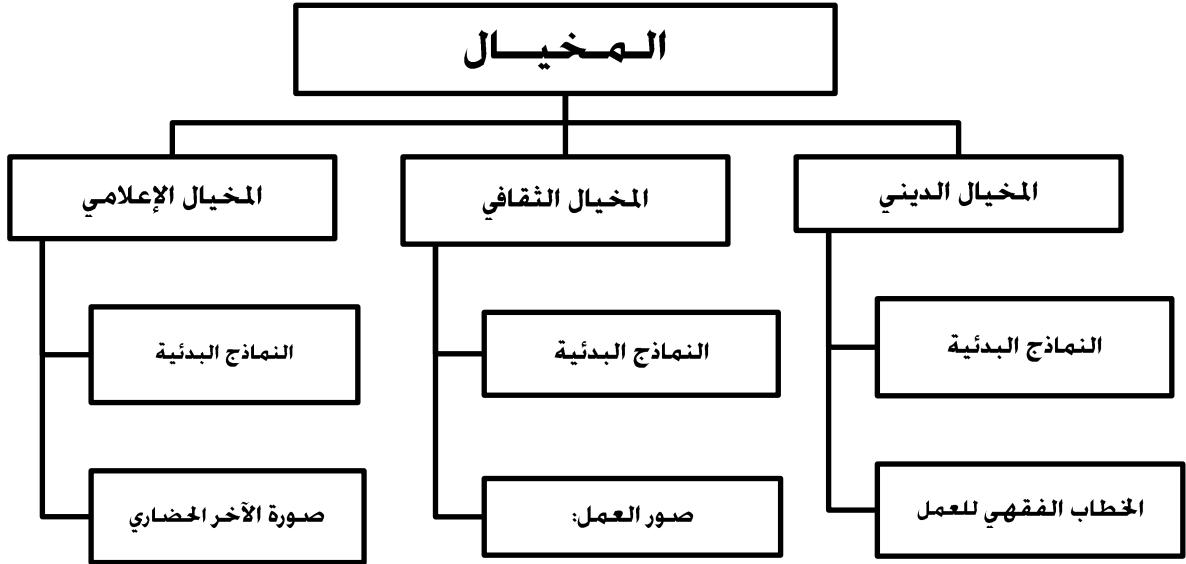 المخيال
المخيال الديني
المخيال الثقافي
المخيال الإعلامي
النماذج البدئية
النماذج البدئية
النماذج البدئية
الخطاب الفقهي للعمل
صور العمل:
صورة الآخر الحضاري